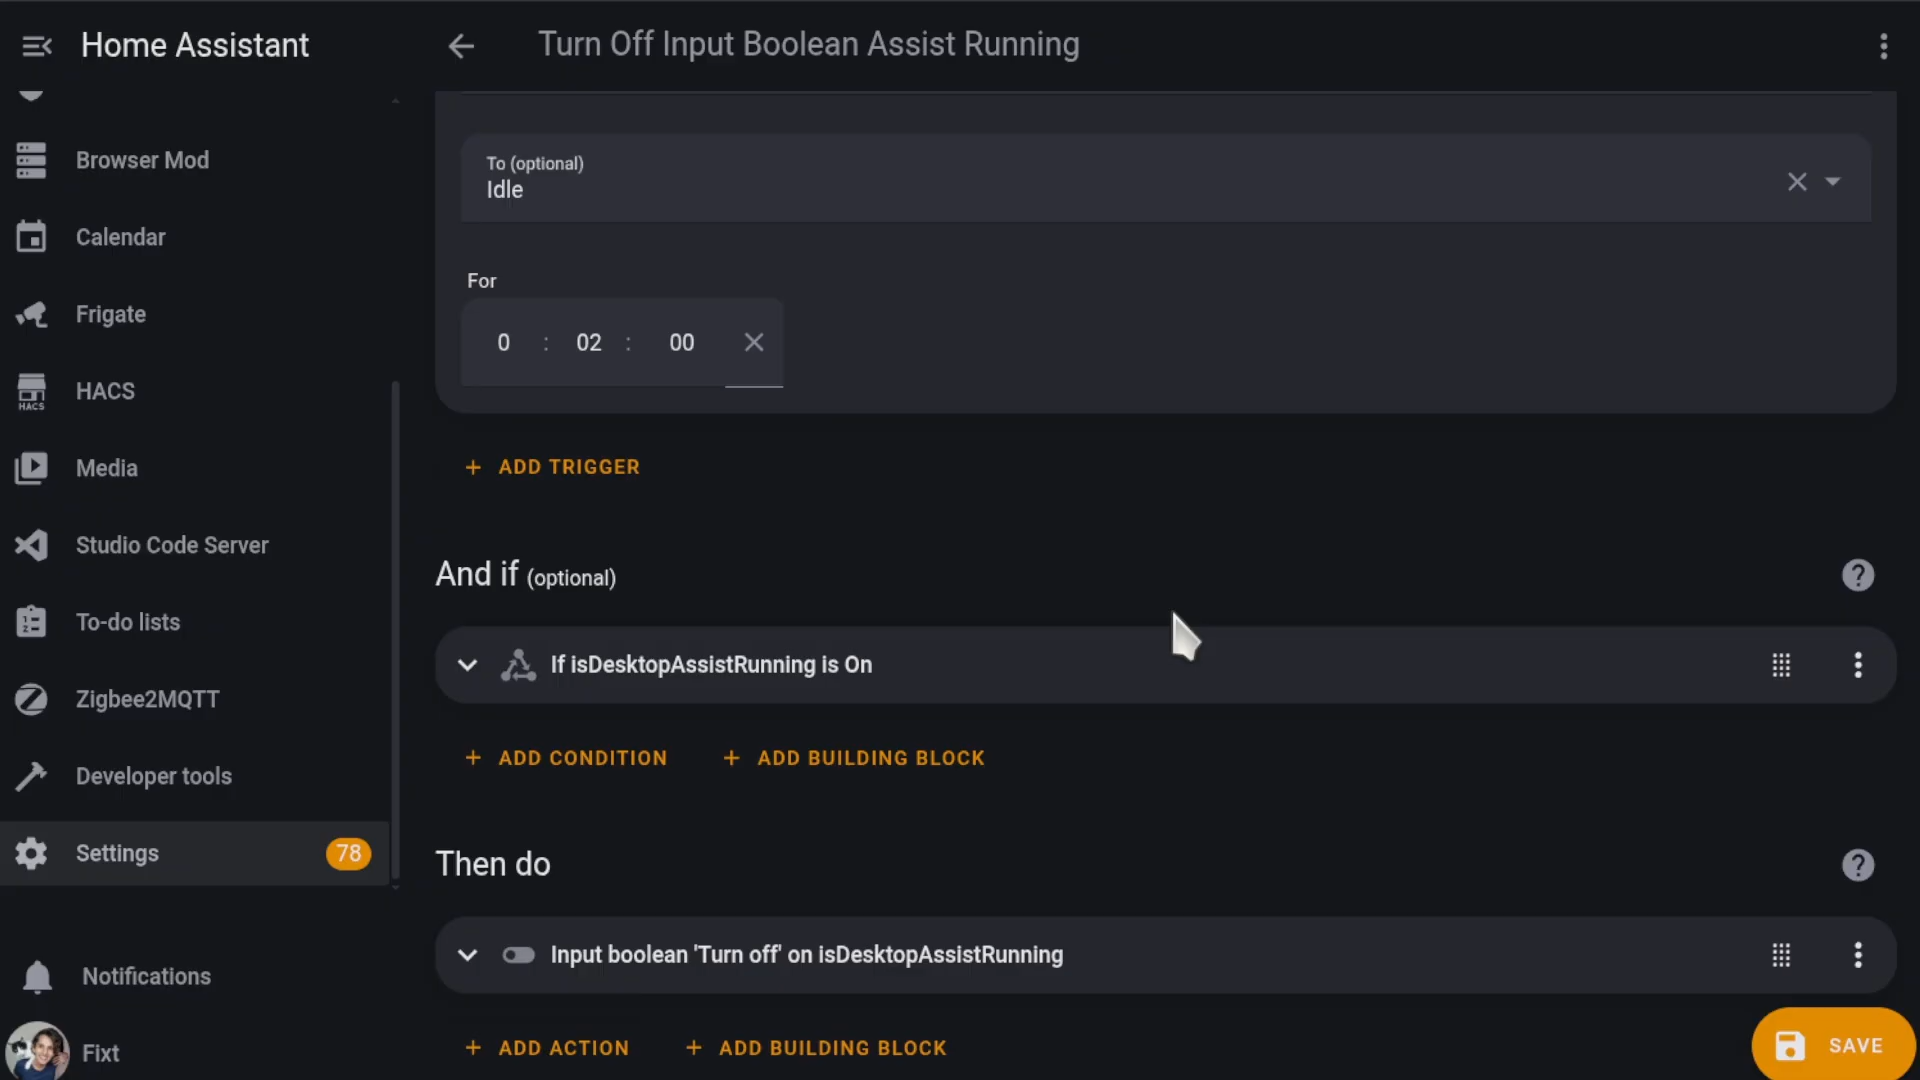 Home Assistant
Turn Off Input Boolean Assist Running
Browser Mod
Calendar
Frigate
HACS
HACS
Media
Studio Code Server
To-do lists
Zigbee2MQTT
Developer tools
Settings
78
Notifications
Fixt
To (optional)
Idle
For
0 : 02 : 00
+ ADD TRIGGER
And if (optional)
If isDesktopAssistRunning is On
+ ADD CONDITION + ADD BUILDING BLOCK
Then do
Input boolean 'Turn off' on isDesktopAssistRunning
+ ADD ACTION + ADD BUILDING BLOCK
SAVE